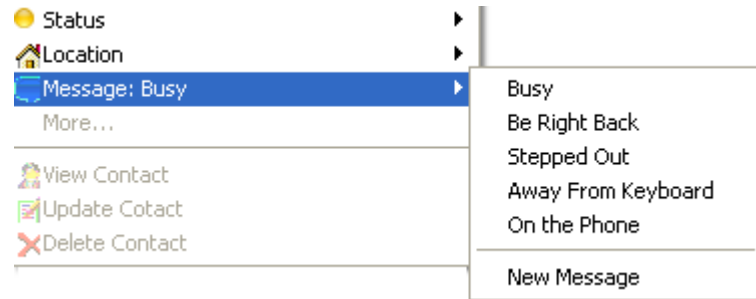 Status
Location
Message: Busy
More...
View Contact
Update Cotact
Delete Contact
Busy
Be Right Back
Stepped Out
Away From Keyboard
On the Phone
New Message